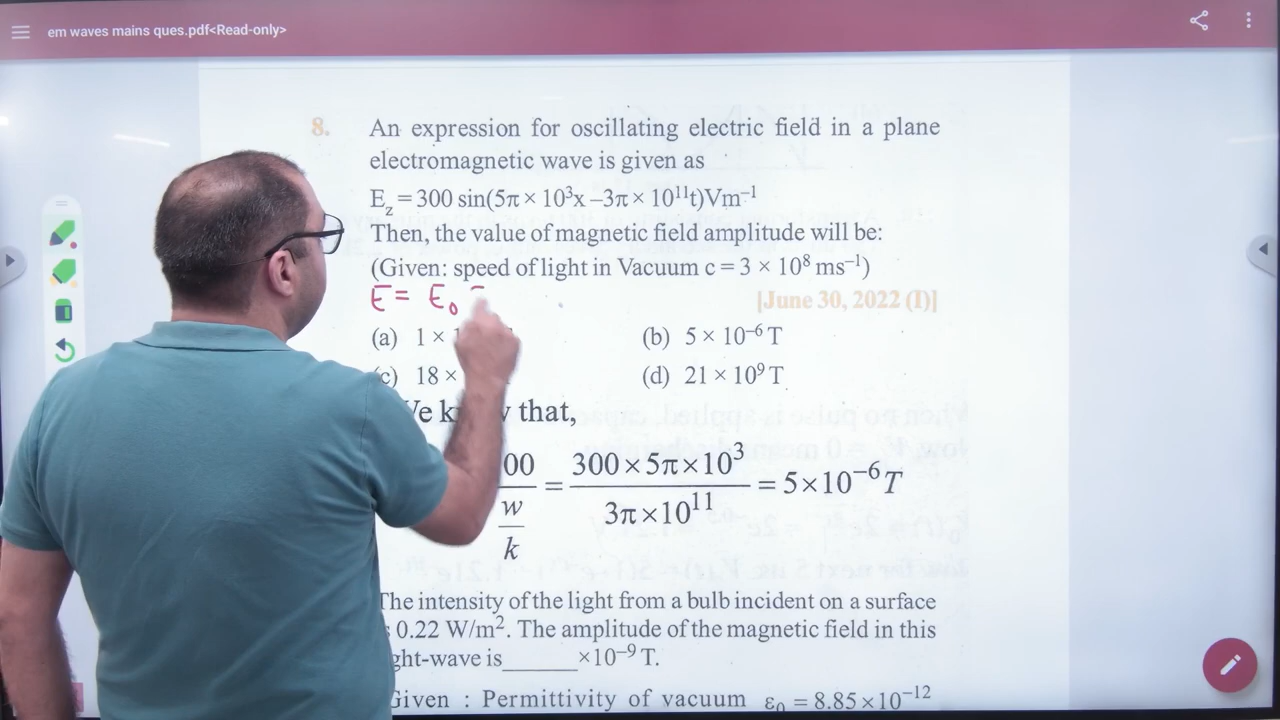 em waves mains ques.pdf<Read-only>
8. An expression for oscillating electric field in a plane
electromagnetic wave is given as
E_z = 300 sin(5π × 10³x – 3π × 10¹¹t)Vm⁻¹
Then, the value of magnetic field amplitude will be:
(Given: speed of light in Vacuum c = 3 × 10⁸ ms⁻¹)
E = E₀
[June 30, 2022 (I)]
(a) 1 × (b) 5 × 10⁻⁶ T
(c) 18 × (d) 21 × 10⁹ T
that,
00/(w/k) = (300×5π×10³)/(3π×10¹¹) = 5×10⁻⁶T
The intensity of the light from a bulb incident on a surface
0.22 W/m². The amplitude of the magnetic field in this
ght-wave is______×10⁻⁹ T.
Given : Permittivity of vacuum ε₀ = 8.85×10⁻¹²